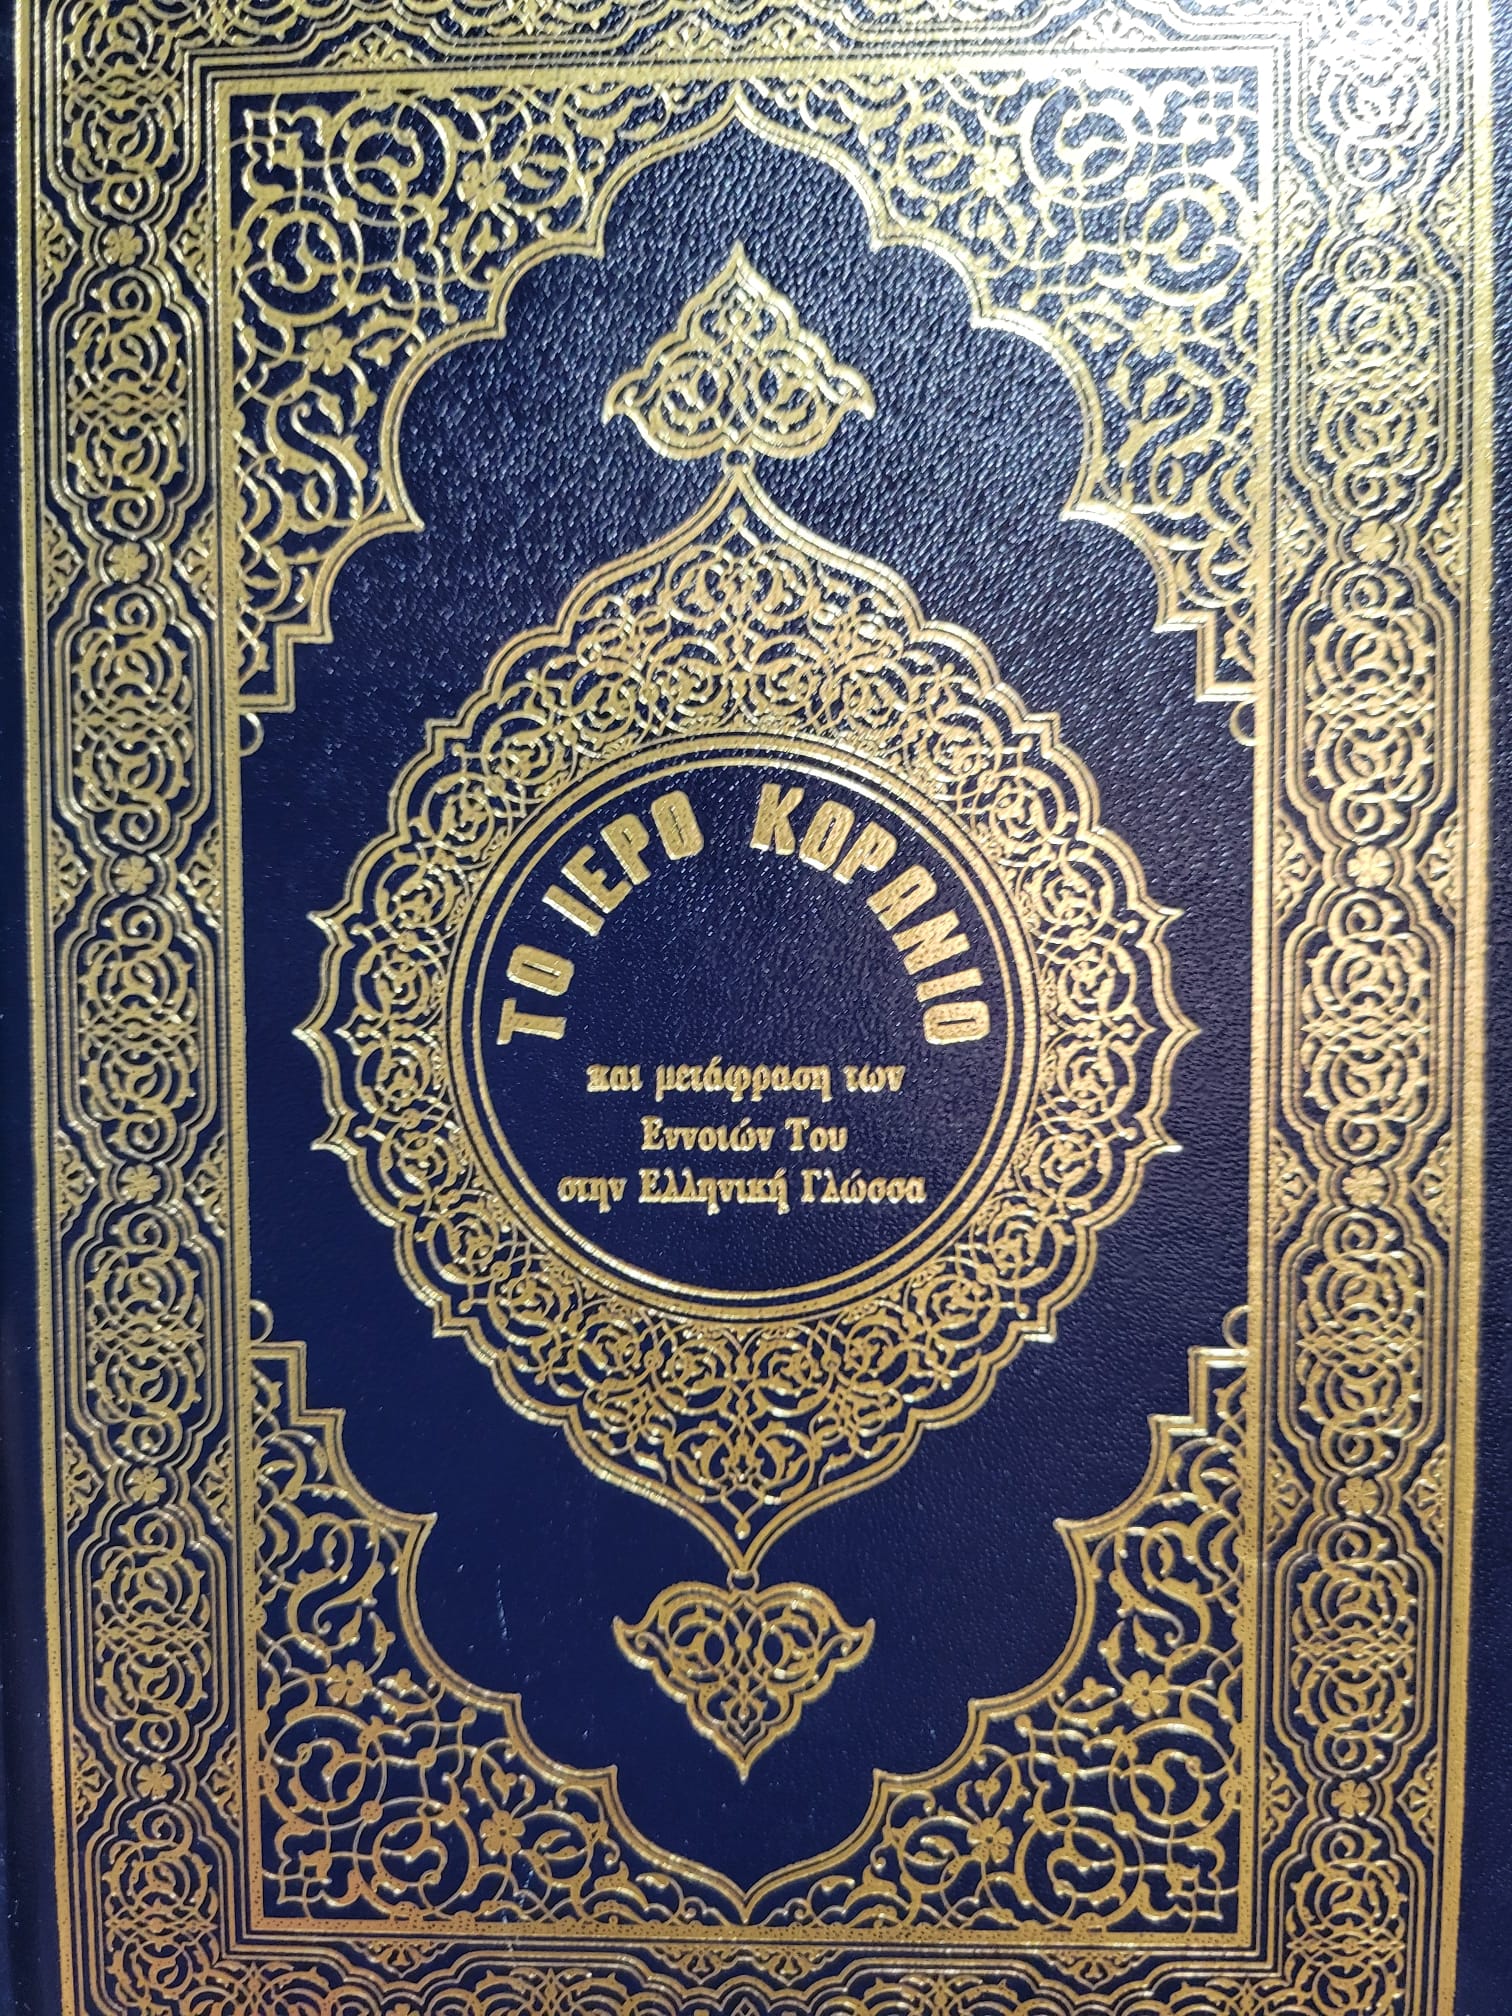 ΤΟ ΙΕΡΟ ΚΟΡΑΝΙΟ
και μετάφραση των
Εννοιών Του
στην Ελληνική Γλώσσα